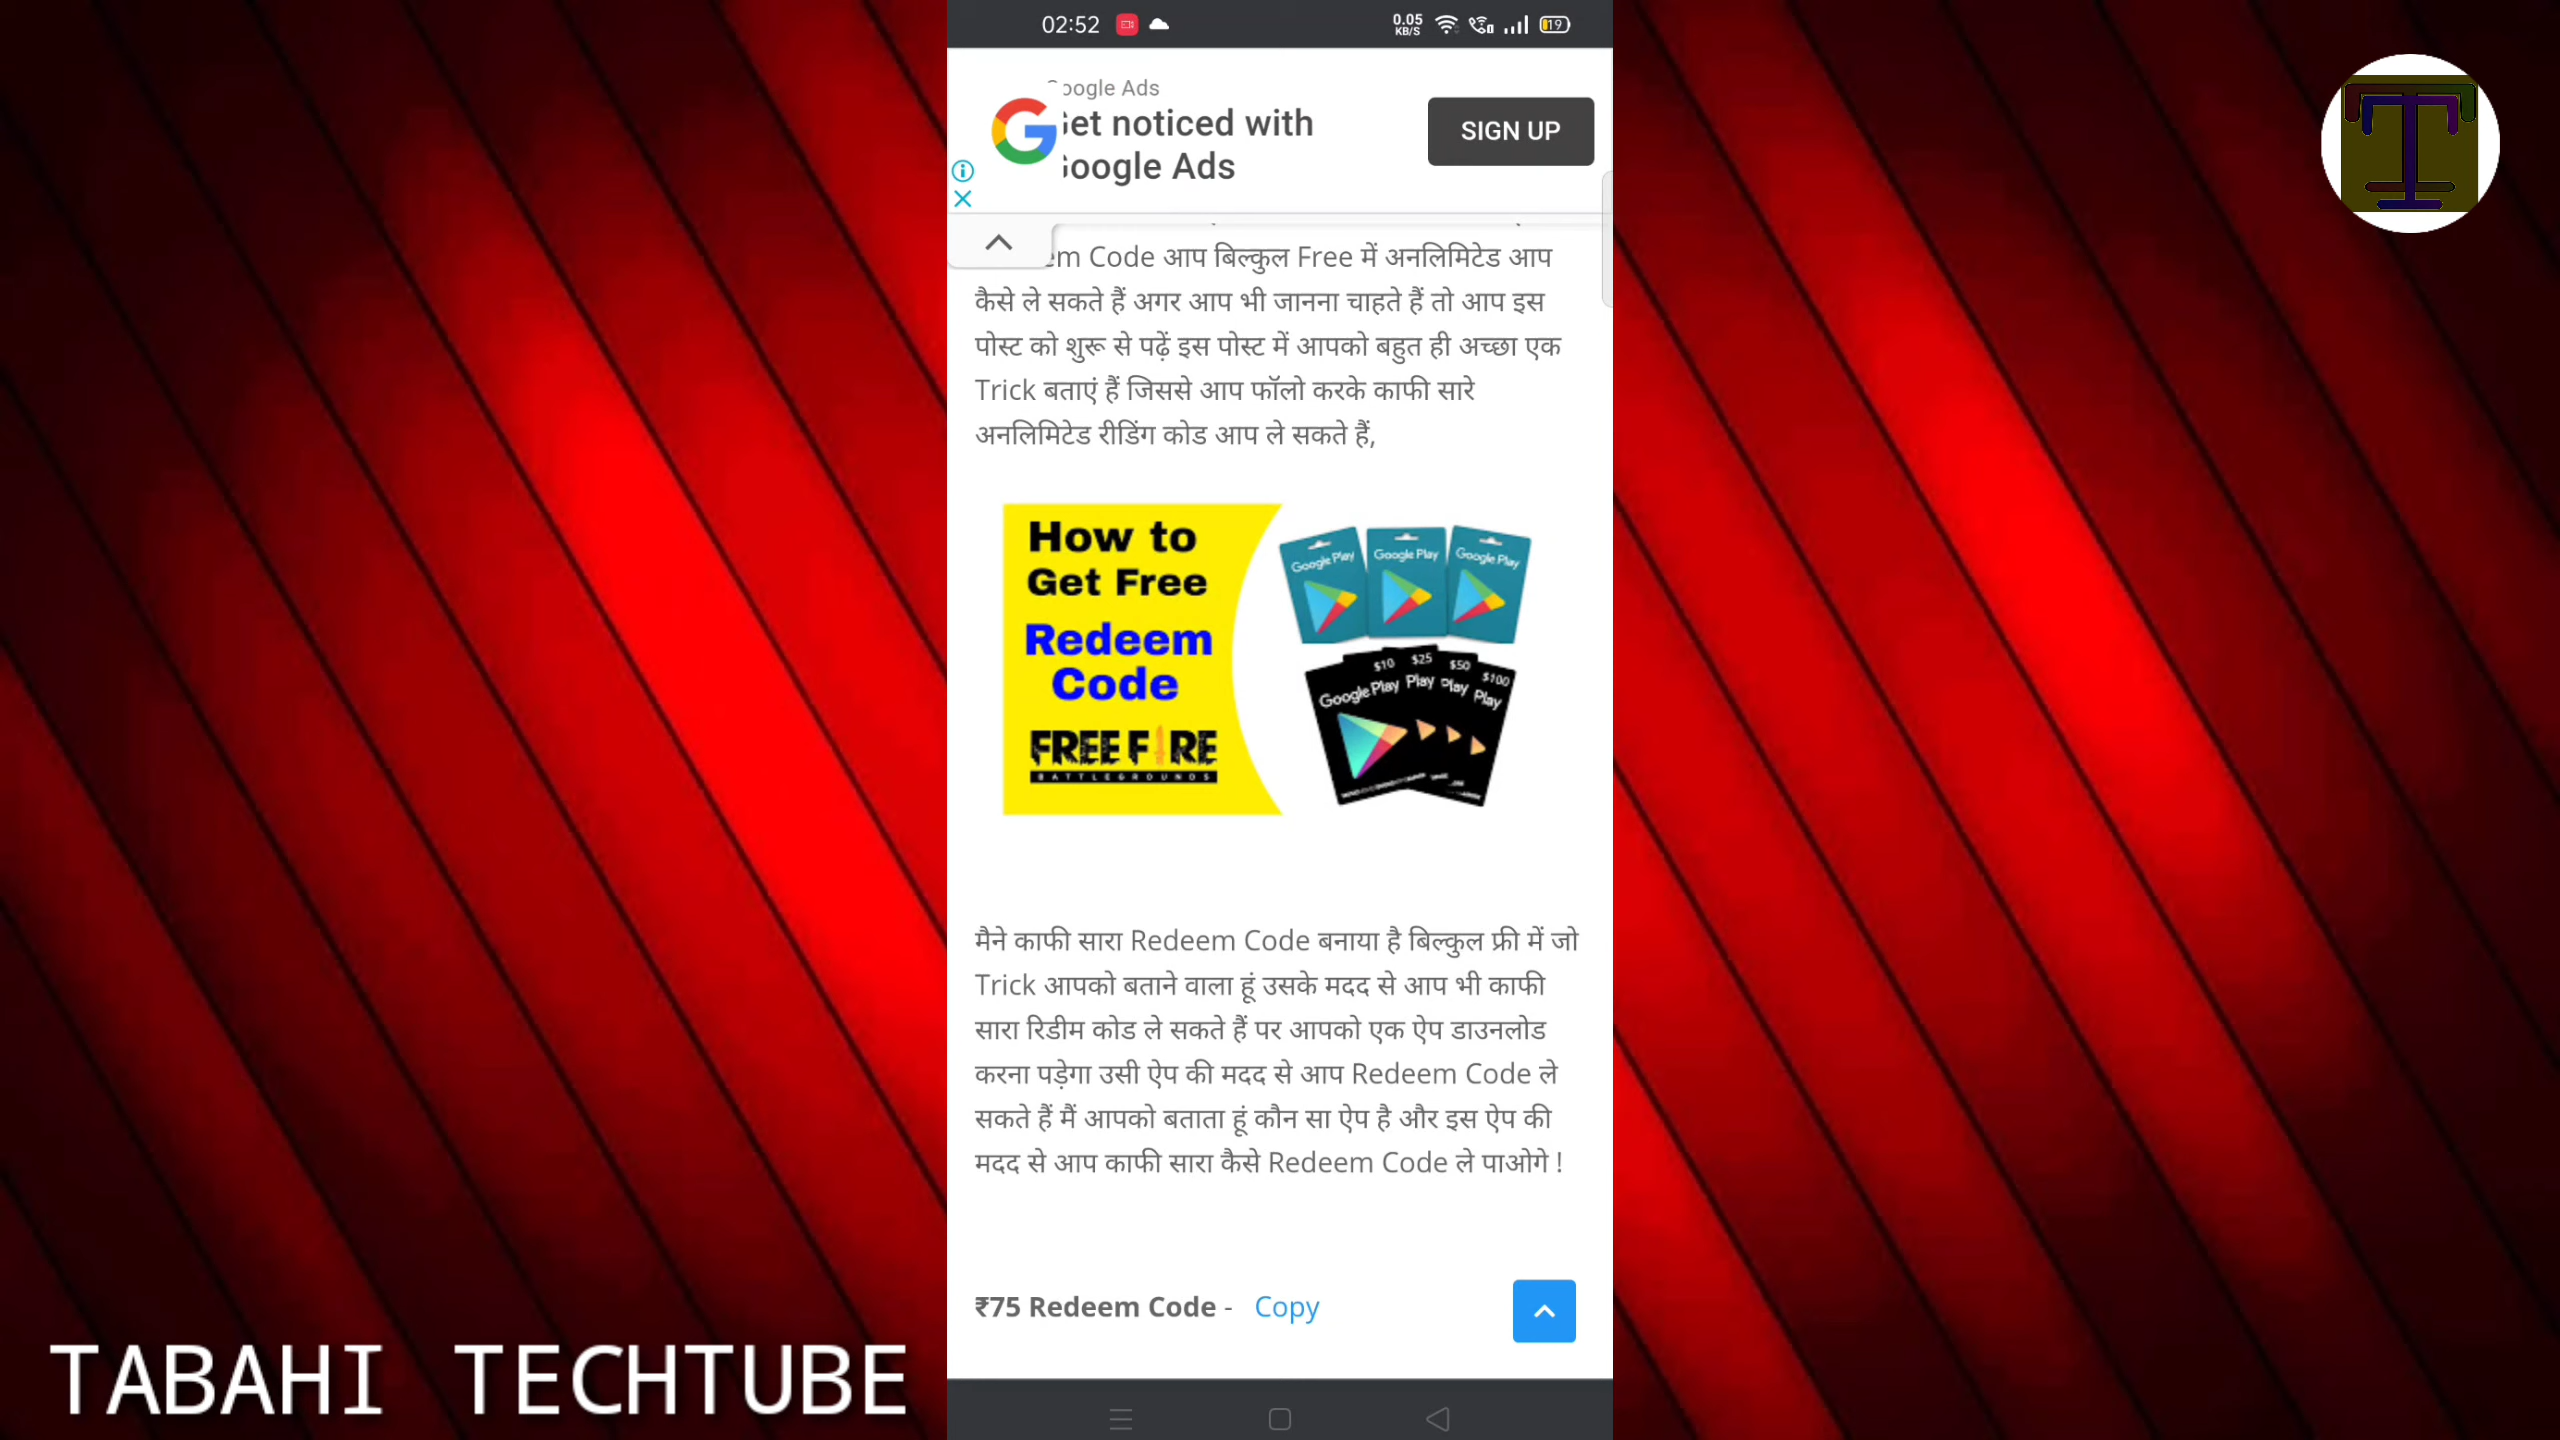 02:52
0.05
KB/S
19
oogle Ads
et noticed with
oogle Ads
SIGN UP
em Code आप बिल्कुल Free में अनलिमिटेड आप
कैसे ले सकते हैं अगर आप भी जानना चाहते हैं तो आप इस
पोस्ट को शुरू से पढ़ें इस पोस्ट में आपको बहुत ही अच्छा एक
Trick बताएं हैं जिससे आप फॉलो करके काफी सारे
अनलिमिटेड रीडिंग कोड आप ले सकते हैं,
How to
Get Free
Redeem
Code
FREE FIRE
BATTLEGROUNDS
Google Play Google Play Google Play
$10 $25 $50 $100
Google Play Play Play Play
मैने काफी सारा Redeem Code बनाया है बिल्कुल फ्री में जो
Trick आपको बताने वाला हूं उसके मदद से आप भी काफी
सारा रिडीम कोड ले सकते हैं पर आपको एक ऐप डाउनलोड
करना पड़ेगा उसी ऐप की मदद से आप Redeem Code ले
सकते हैं मैं आपको बताता हूं कौन सा ऐप है और इस ऐप की
मदद से आप काफी सारा कैसे Redeem Code ले पाओगे !
₹75 Redeem Code - Copy
TABAHI TECHTUBE